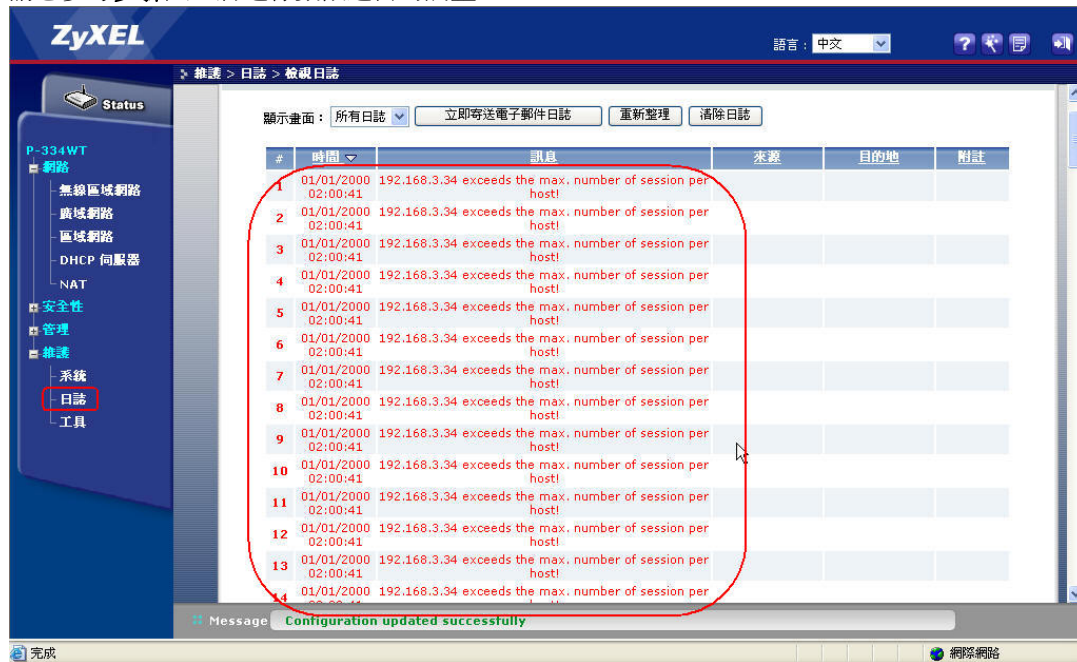 ZyXEL
語言 : 中文
維護 > 日誌 > 檢視日誌
Status
P-334WT
網路
無線區域網路
廣域網路
區域網路
DHCP 伺服器
NAT
安全性
管理
維護
系統
日誌
工具
顯示畫面 : 所有日誌 立即寄送電子郵件日誌 重新整理 清除日誌
# 時間 訊息 來源 目的地 附註
1 01/01/2000 02:00:41 192.168.3.34 exceeds the max. number of session per host!
2 01/01/2000 02:00:41 192.168.3.34 exceeds the max. number of session per host!
3 01/01/2000 02:00:41 192.168.3.34 exceeds the max. number of session per host!
4 01/01/2000 02:00:41 192.168.3.34 exceeds the max. number of session per host!
5 01/01/2000 02:00:41 192.168.3.34 exceeds the max. number of session per host!
6 01/01/2000 02:00:41 192.168.3.34 exceeds the max. number of session per host!
7 01/01/2000 02:00:41 192.168.3.34 exceeds the max. number of session per host!
8 01/01/2000 02:00:41 192.168.3.34 exceeds the max. number of session per host!
9 01/01/2000 02:00:41 192.168.3.34 exceeds the max. number of session per host!
10 01/01/2000 02:00:41 192.168.3.34 exceeds the max. number of session per host!
11 01/01/2000 02:00:41 192.168.3.34 exceeds the max. number of session per host!
12 01/01/2000 02:00:41 192.168.3.34 exceeds the max. number of session per host!
13 01/01/2000 02:00:41 192.168.3.34 exceeds the max. number of session per host!
14 01/01/2000 192.168.3.34 exceeds the max. number of session per
Message Configuration updated successfully
完成 網際網路